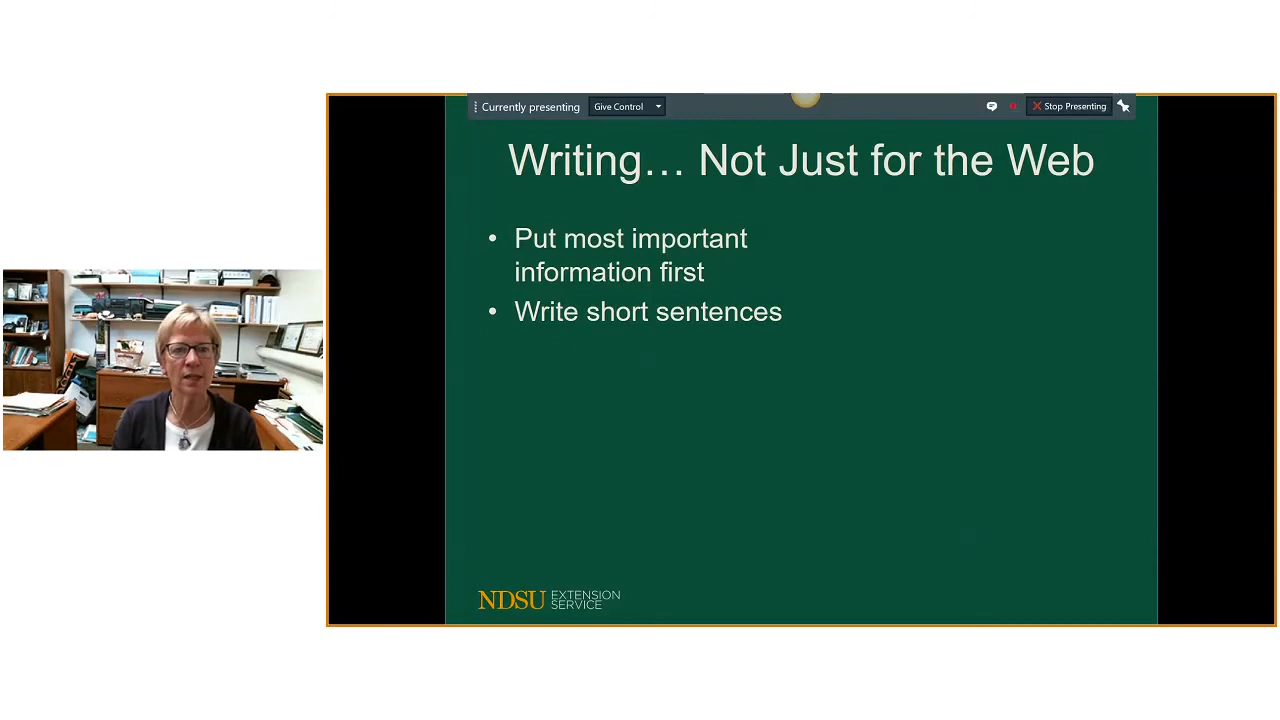 Currently presenting
Give Control
Stop Presenting
Writing… Not Just for the Web
• Put most important
information first
• Write short sentences
NDSU EXTENSION
SERVICE